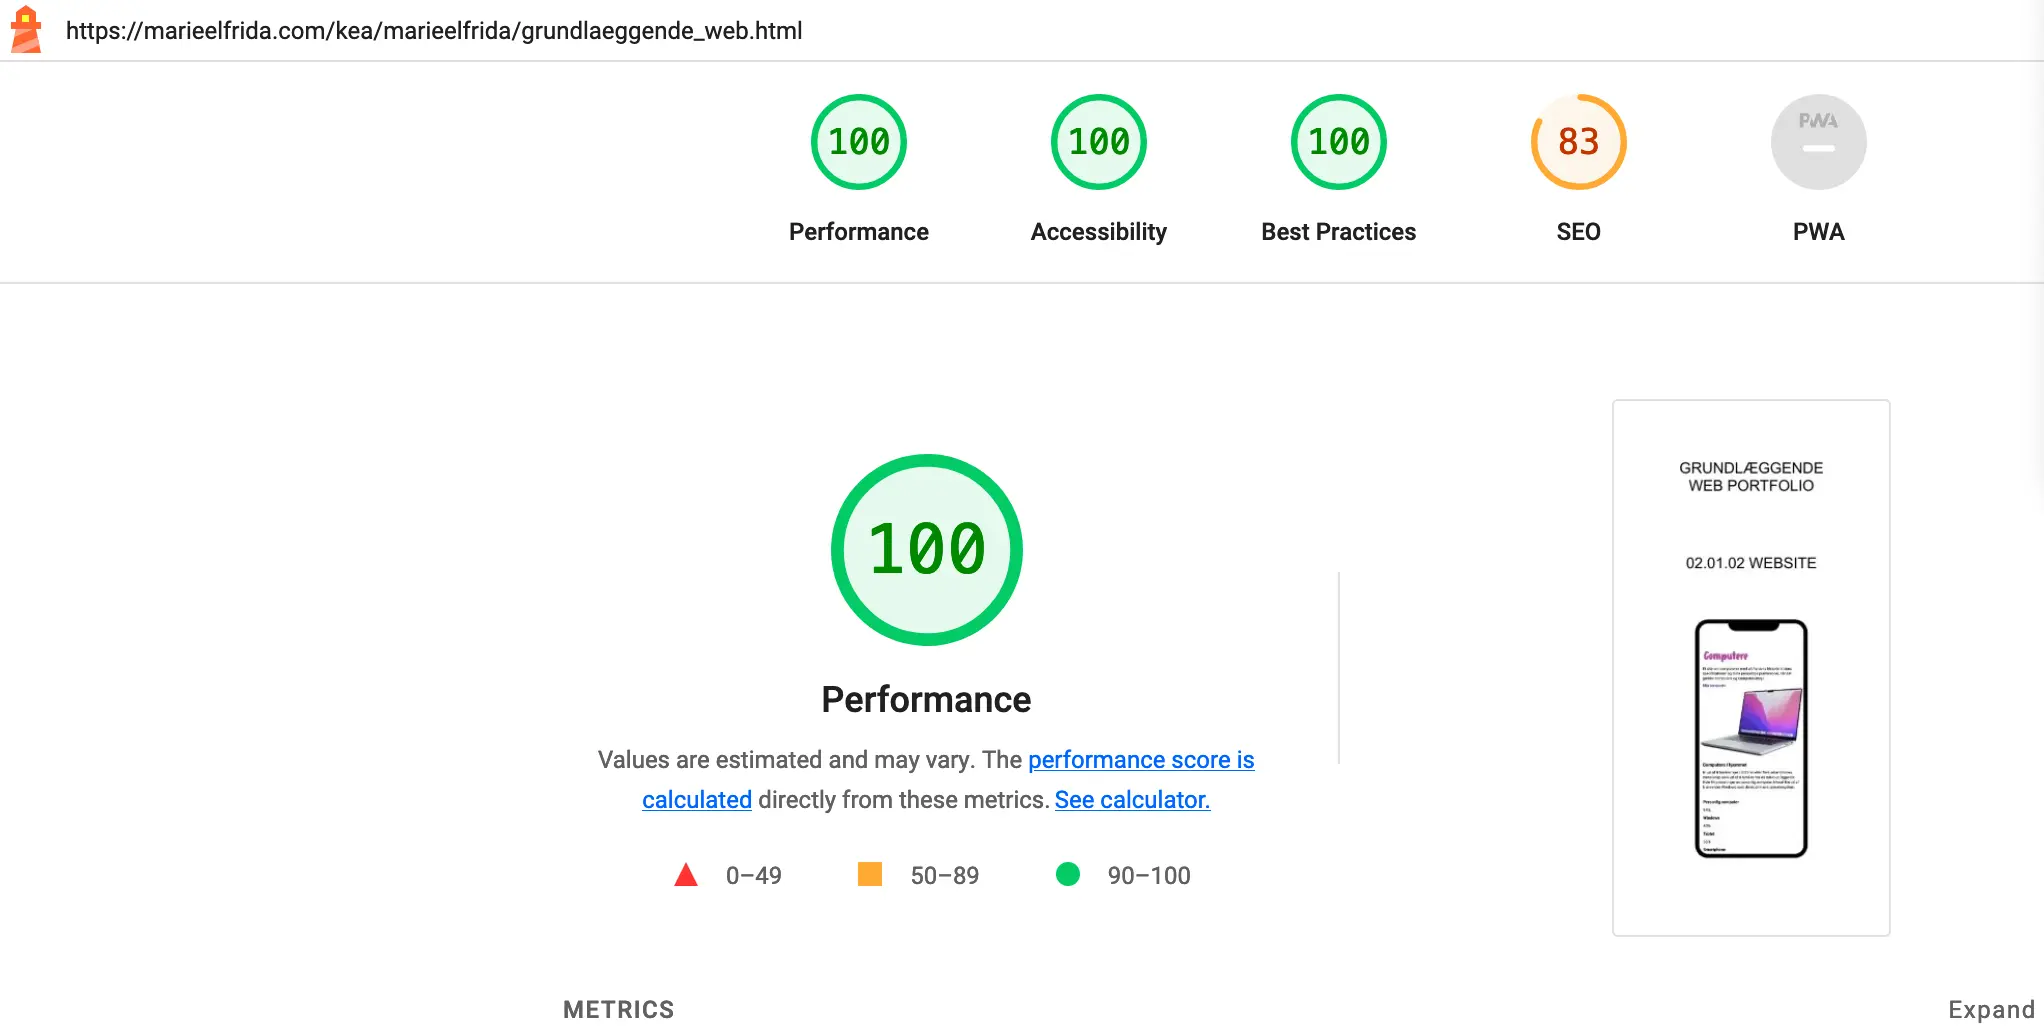 https://marieelfrida.com/kea/marieelfrida/grundlaeggende_web.html
100
100
100
83
PWA
Performance
Accessibility
Best Practices
SEO
PWA
100
Performance
Values are estimated and may vary. The performance score is
calculated directly from these metrics. See calculator.
0–49
50–89
90–100
GRUNDLÆGGENDE
WEB PORTFOLIO
02.01.02 WEBSITE
Computere
METRICS
Expand